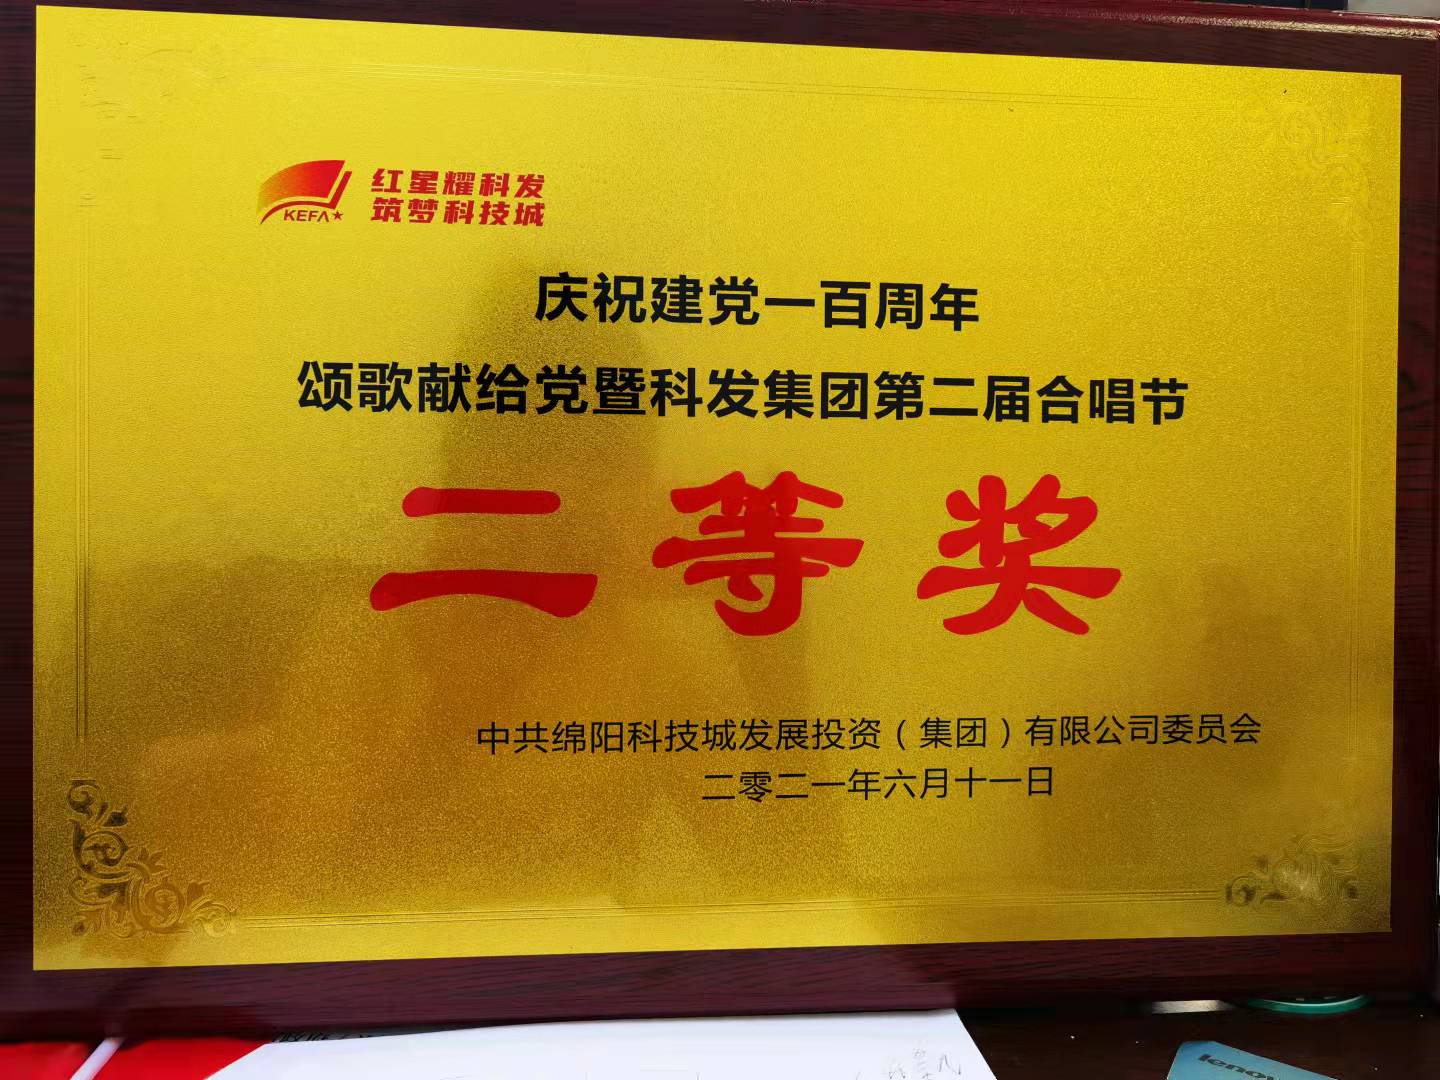 红星耀科发
筑梦科技城
KEFA
庆祝建党一百周年
颂歌献给党暨科发集团第二届合唱节
二等奖
中共绵阳科技城发展投资（集团）有限公司委员会
二零二一年六月十一日
lenovo